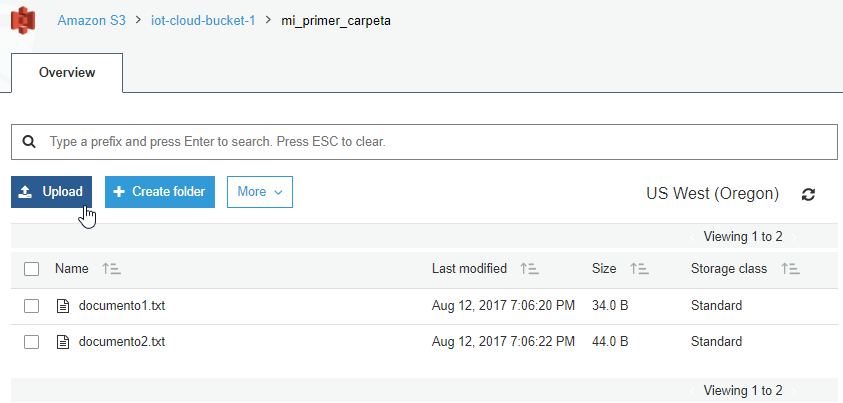 Amazon S3 > iot-cloud-bucket-1 > mi_primer_carpeta
Overview
Type a prefix and press Enter to search. Press ESC to clear.
Upload Create folder More US West (Oregon)
Viewing 1 to 2
Name Last modified Size Storage class
documento1.txt Aug 12, 2017 7:06:20 PM 34.0 B Standard
documento2.txt Aug 12, 2017 7:06:22 PM 44.0 B Standard
Viewing 1 to 2